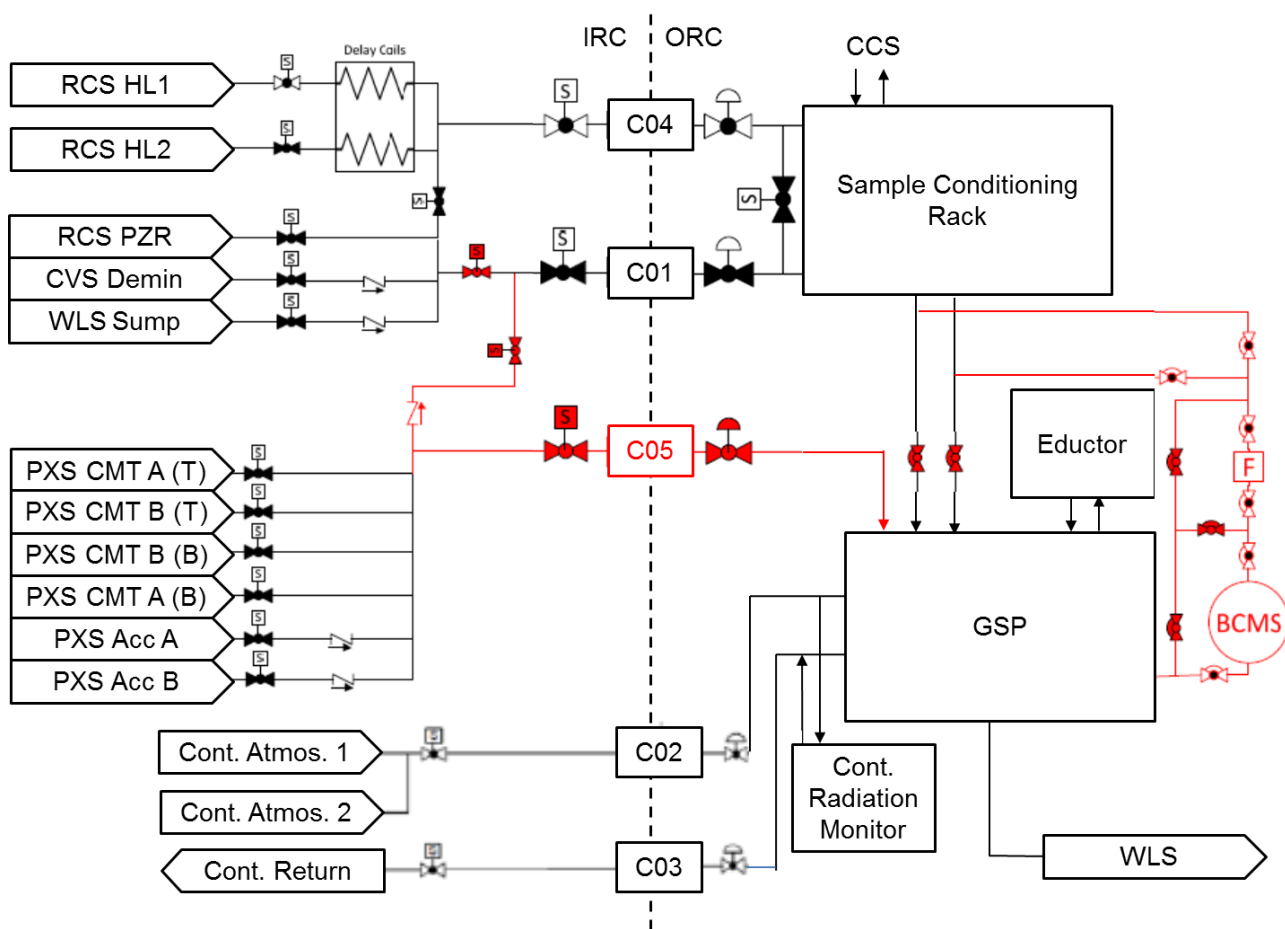 IRC
ORC
Delay Coils
CCS
RCS HL1
S
S
C04
RCS HL2
S
Sample Conditioning
Rack
S
S
RCS PZR
S
CVS Demin
S
S
S
C01
WLS Sump
S
S
S
C05
Eductor
F
PXS CMT A (T)
S
PXS CMT B (T)
S
PXS CMT B (B)
S
PXS CMT A (B)
S
PXS Acc A
S
PXS Acc B
S
GSP
BCMS
Cont. Atmos. 1
C02
Cont. Atmos. 2
Cont.
Radiation
Monitor
Cont. Return
C03
WLS